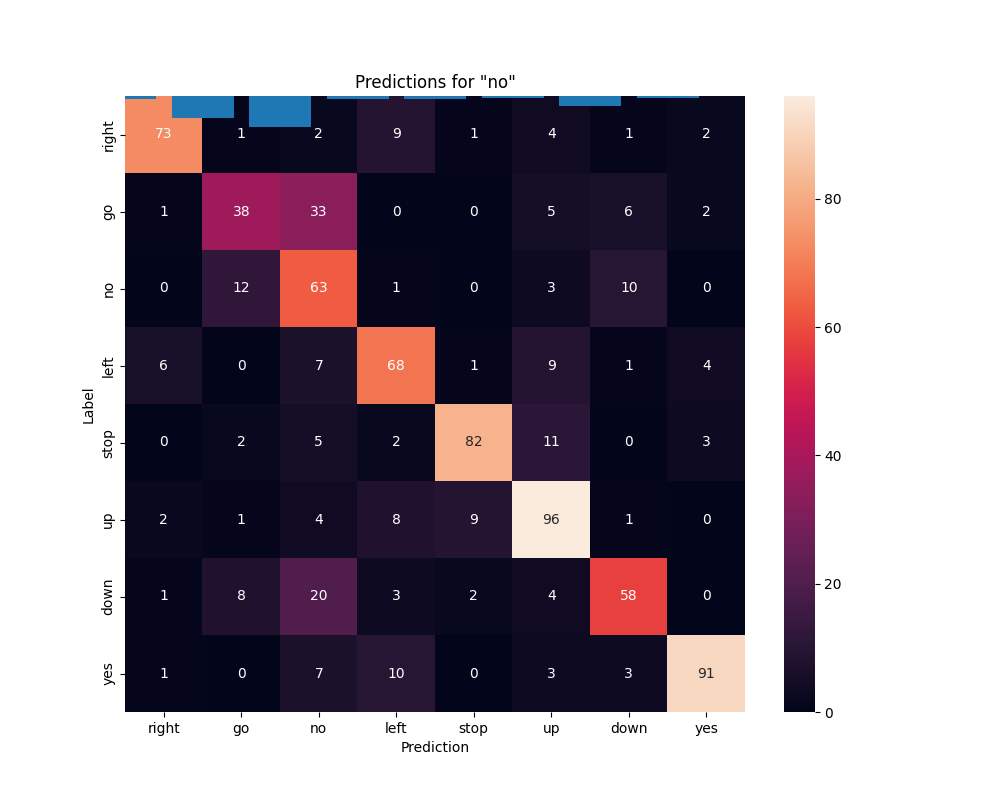 Predictions for "no"
right 73 1 2 9 1 4 1 2
go 1 38 33 0 0 5 6 2
no 0 12 63 1 0 3 10 0
left 6 0 7 68 1 9 1 4
stop 0 2 5 2 82 11 0 3
up 2 1 4 8 9 96 1 0
down 1 8 20 3 2 4 58 0
yes 1 0 7 10 0 3 3 91
right go no left stop up down yes
Prediction
Label
80
60
40
20
0